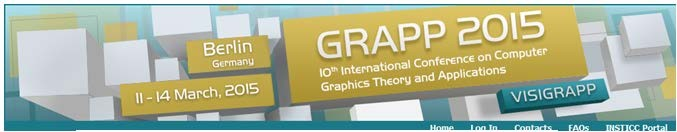 Berlin
Germany
11 - 14 March, 2015
GRAPP 2015
10th International Conference on Computer
Graphics Theory and Applications
VISIGRAPP
Home Log In Contacts FAQs INSTICC Portal